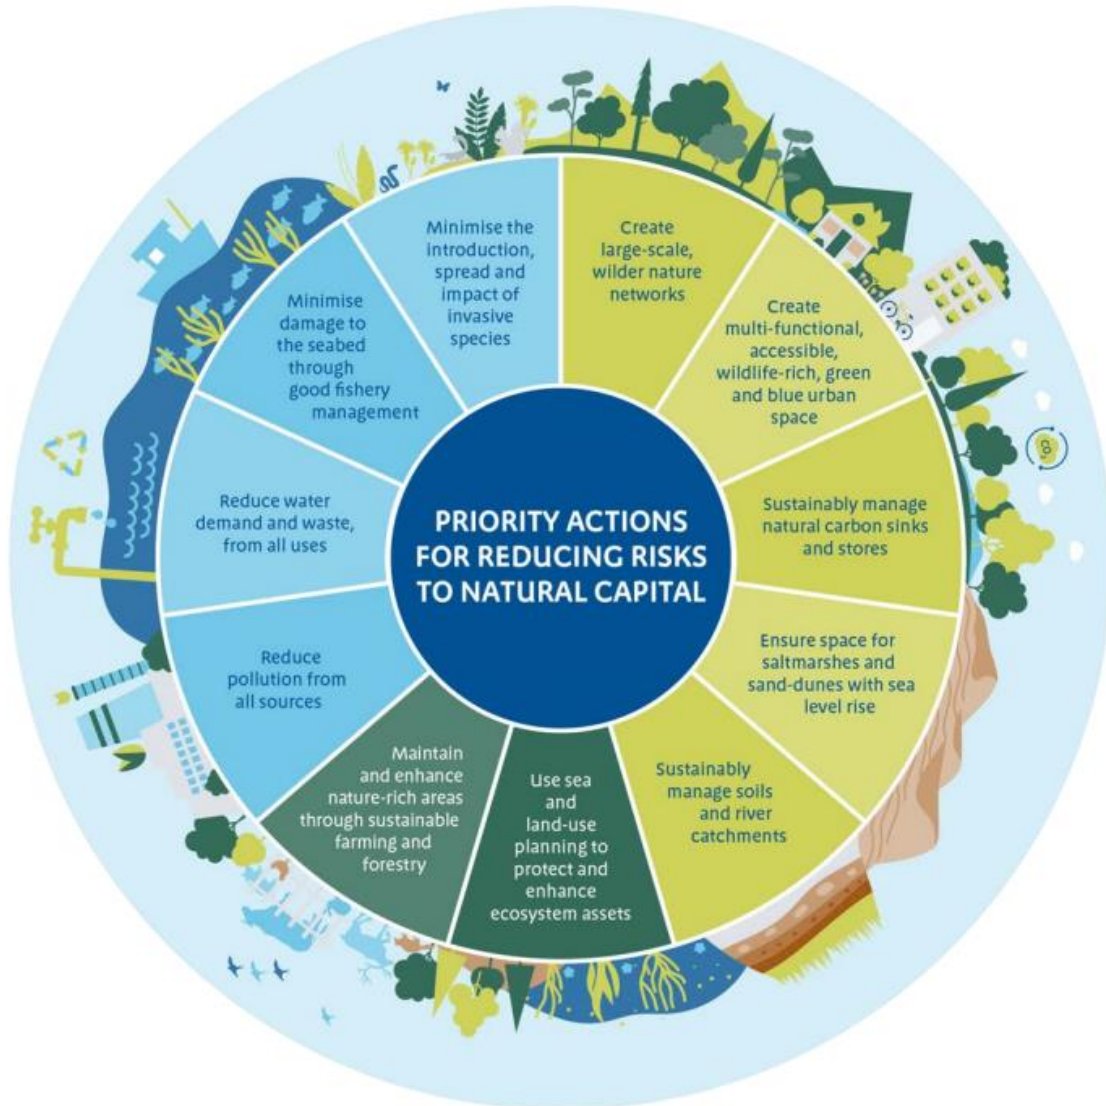 PRIORITY ACTIONS
FOR REDUCING RISKS
TO NATURAL CAPITAL
Create
large-scale,
wilder nature
networks
Create
multi-functional,
accessible,
wildlife-rich, green
and blue urban
space
Sustainably manage
natural carbon sinks
and stores
Ensure space for
saltmarshes and
sand-dunes with sea
level rise
Sustainably
manage soils
and river
catchments
Use sea
and
land-use
planning to
protect and
enhance
ecosystem assets
Maintain
and enhance
nature-rich areas
through sustainable
farming and
forestry
Reduce
pollution from
all sources
Reduce water
demand and waste,
from all uses
Minimise
damage to
the seabed
through
good fishery
management
Minimise the
introduction,
spread and
impact of
invasive
species
CO₂